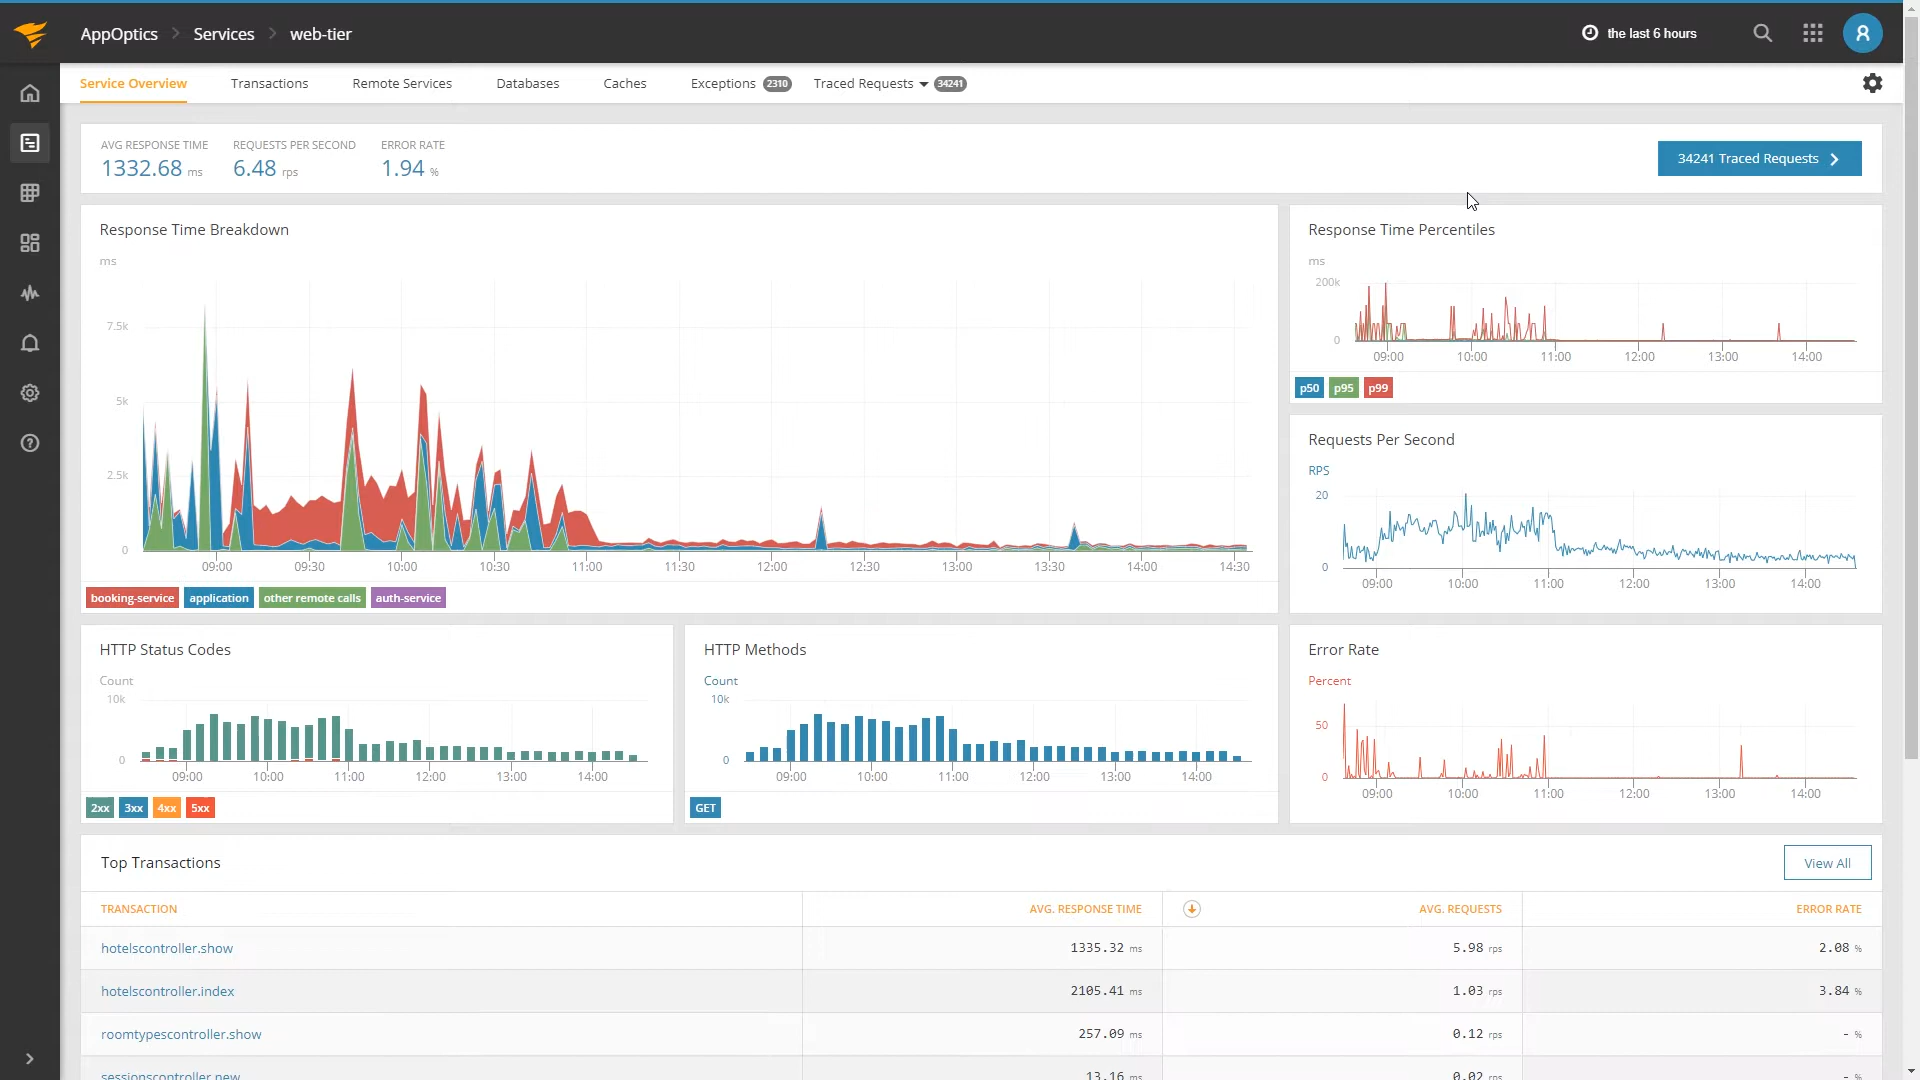 AppOptics > Services > web-tier
the last 6 hours
Service Overview Transactions Remote Services Databases Caches Exceptions 2310 Traced Requests 34241
AVG RESPONSE TIME REQUESTS PER SECOND ERROR RATE
1332.68 ms 6.48 rps 1.94 %
34241 Traced Requests
Response Time Breakdown
ms
7.5k
5k
2.5k
0
09:00 09:30 10:00 10:30 11:00 11:30 12:00 12:30 13:00 13:30 14:00 14:30
booking-service application other remote calls auth-service
Response Time Percentiles
ms
200k
0
09:00 10:00 11:00 12:00 13:00 14:00
p50 p95 p99
Requests Per Second
RPS
20
0
09:00 10:00 11:00 12:00 13:00 14:00
HTTP Status Codes
Count
10k
0
09:00 10:00 11:00 12:00 13:00 14:00
2xx 3xx 4xx 5xx
HTTP Methods
Count
10k
0
09:00 10:00 11:00 12:00 13:00 14:00
GET
Error Rate
Percent
50
0
09:00 10:00 11:00 12:00 13:00 14:00
Top Transactions
View All
TRANSACTION AVG. RESPONSE TIME AVG. REQUESTS ERROR RATE
hotelscontroller.show 1335.32 ms 5.98 rps 2.08 %
hotelscontroller.index 2105.41 ms 1.03 rps 3.84 %
roomtypescontroller.show 257.09 ms 0.12 rps - %
sessionscontroller.new 13.16 ms 0.02 rps - %